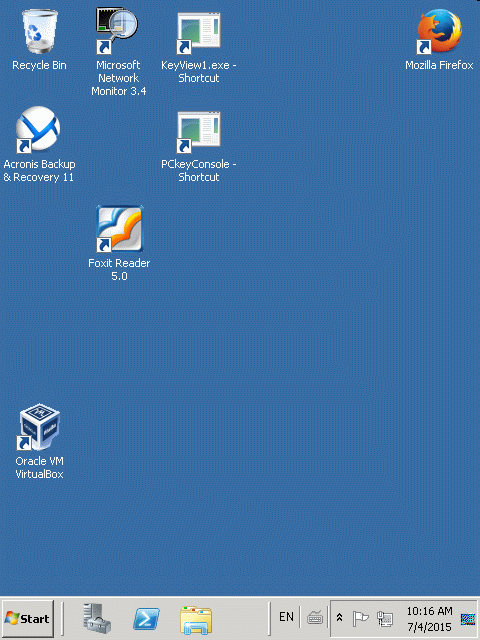 Recycle Bin
Microsoft
Network
Monitor 3.4
KeyView1.exe -
Shortcut
Mozilla Firefox
Acronis Backup
& Recovery 11
PCkeyConsole -
Shortcut
Foxit Reader
5.0
Oracle VM
VirtualBox
Start
EN
10:16 AM
7/4/2015